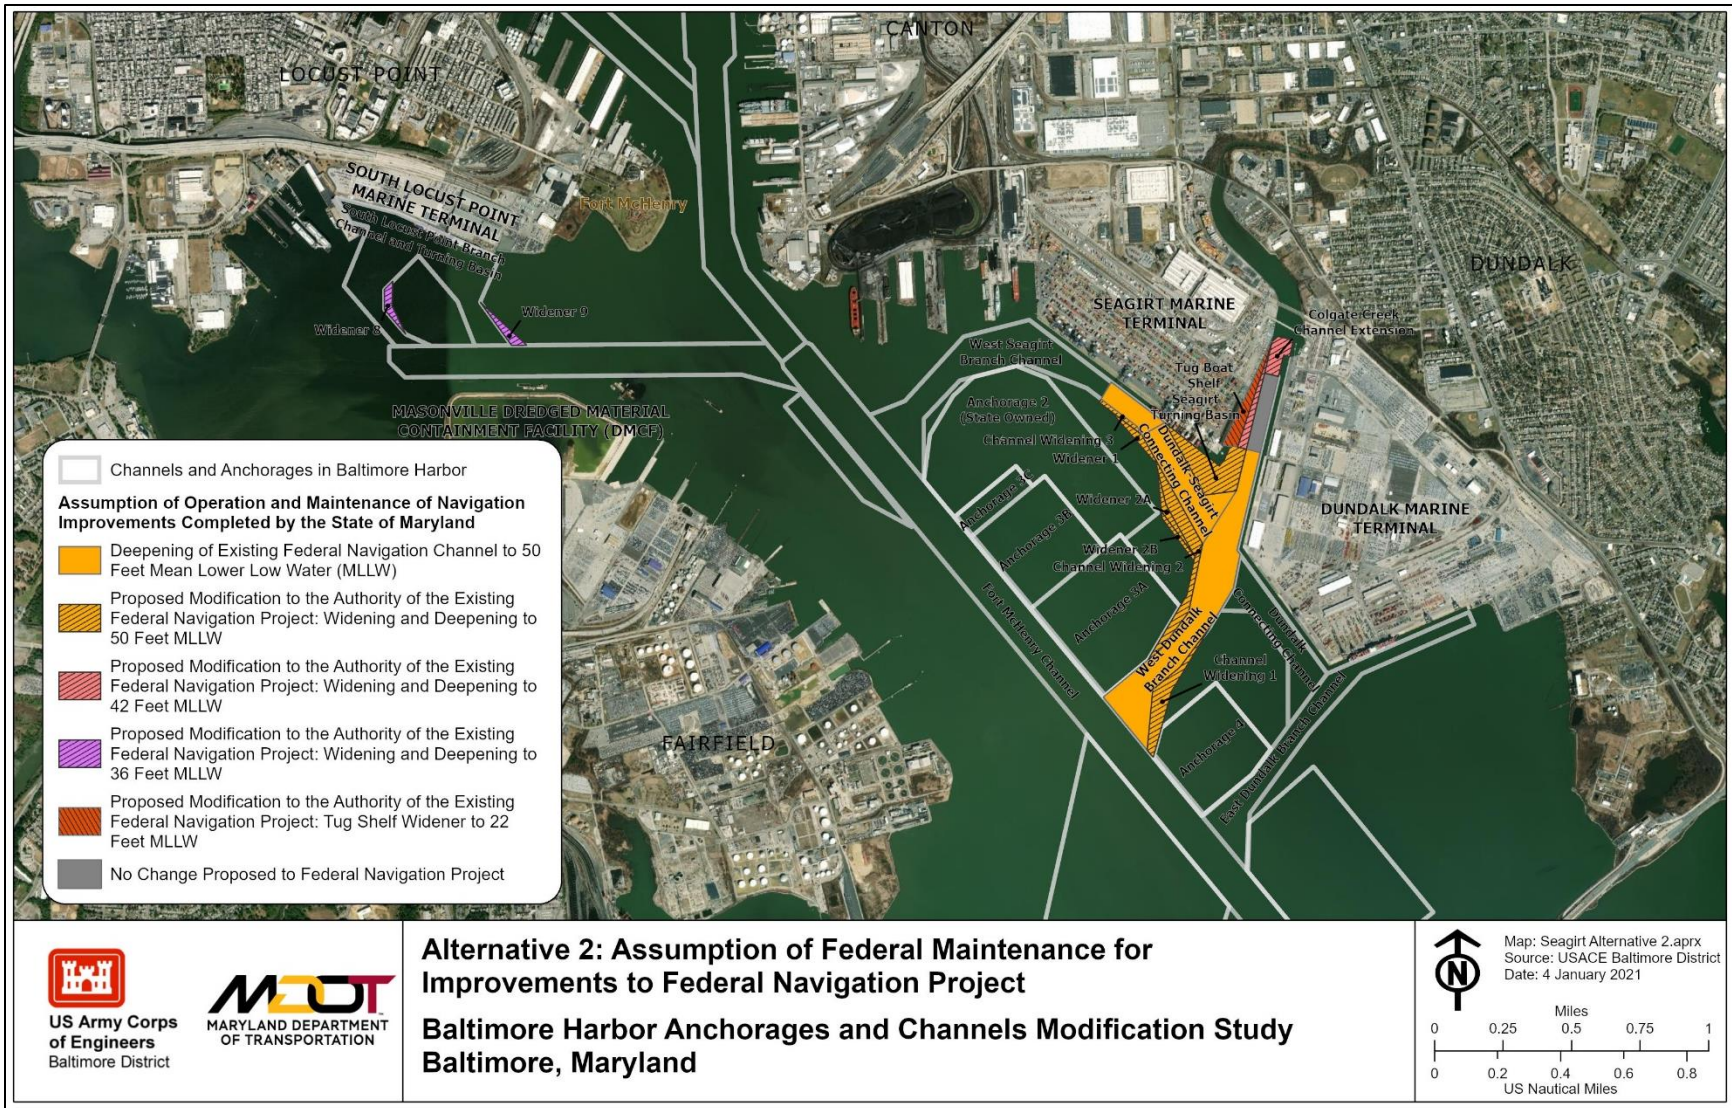 CANTON
LOCUST POINT
SOUTH LOCUST POINT
MARINE TERMINAL
South Locust Point Branch
Channel and Turning Basin
Fort McHenry
DUNDALK
Widener 8
Widener 9
SEAGIRT MARINE
TERMINAL
Colgate Creek
Channel Extension
West Seagirt
Branch Channel
Tug Boat
Shelf
Seagirt
Turning Basin
Anchorage 2
(State Owned)
MASONVILLE DREDGED MATERIAL
CONTAINMENT FACILITY (DMCF)
Channel Widening 3
Widener 1
Dundalk-Seagirt
Connecting Channel
Anchorage 3C
Anchorage 3B
Widener 2A
DUNDALK MARINE
TERMINAL
Widener 2B
Channel Widening 2
Anchorage 3A
Fort McHenry Channel
Dundalk
Connecting Channel
West Dundalk
Branch Channel
Channel
Widening 1
Anchorage 4
East Dundalk Branch Channel
FAIRFIELD
Channels and Anchorages in Baltimore Harbor
Assumption of Operation and Maintenance of Navigation
Improvements Completed by the State of Maryland
Deepening of Existing Federal Navigation Channel to 50
Feet Mean Lower Low Water (MLLW)
Proposed Modification to the Authority of the Existing
Federal Navigation Project: Widening and Deepening to
50 Feet MLLW
Proposed Modification to the Authority of the Existing
Federal Navigation Project: Widening and Deepening to
42 Feet MLLW
Proposed Modification to the Authority of the Existing
Federal Navigation Project: Widening and Deepening to
36 Feet MLLW
Proposed Modification to the Authority of the Existing
Federal Navigation Project: Tug Shelf Widener to 22
Feet MLLW
No Change Proposed to Federal Navigation Project
US Army Corps
of Engineers
Baltimore District
MDOT
MARYLAND DEPARTMENT
OF TRANSPORTATION
Alternative 2: Assumption of Federal Maintenance for
Improvements to Federal Navigation Project
Baltimore Harbor Anchorages and Channels Modification Study
Baltimore, Maryland
N
Map: Seagirt Alternative 2.aprx
Source: USACE Baltimore District
Date: 4 January 2021
Miles
0 0.25 0.5 0.75 1
0 0.2 0.4 0.6 0.8
US Nautical Miles